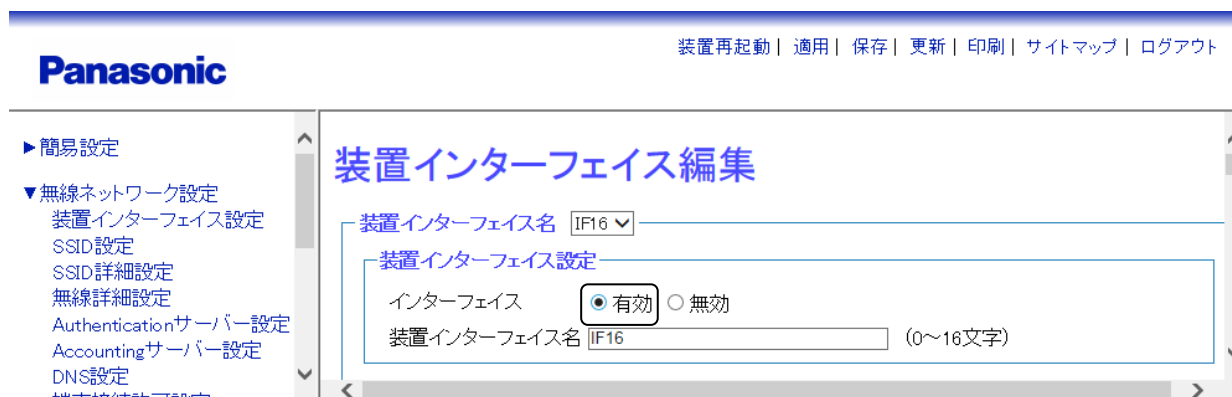 装置再起動| 適用| 保存| 更新| 印刷| サイトマップ| ログアウト
Panasonic
▶簡易設定
▼無線ネットワーク設定
装置インターフェイス設定
SSID設定
SSID詳細設定
無線詳細設定
Authenticationサーバー設定
Accountingサーバー設定
DNS設定
装置インターフェイス編集
装置インターフェイス名 IF16
装置インターフェイス設定
インターフェイス 有効 無効
装置インターフェイス名 IF16 (0～16文字)